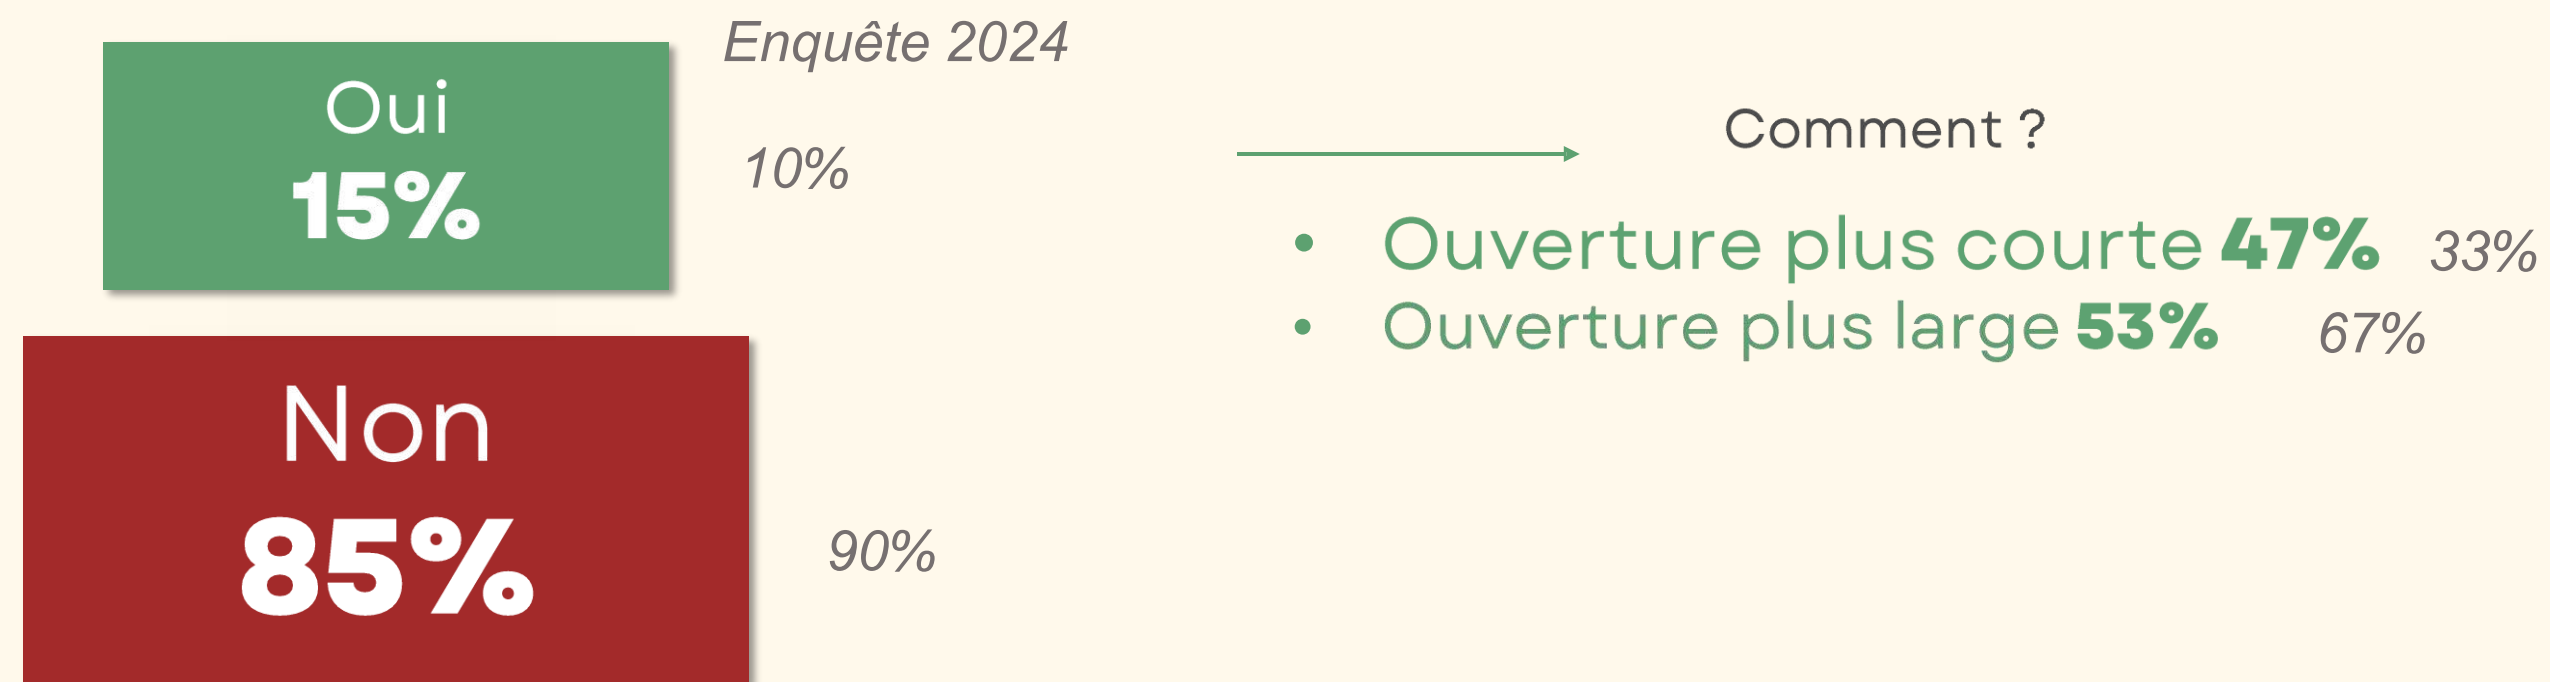 Enquête 2024
Oui
15%
10%
Non
85%
90%
Comment ?
• Ouverture plus courte 47% 33%
• Ouverture plus large 53% 67%